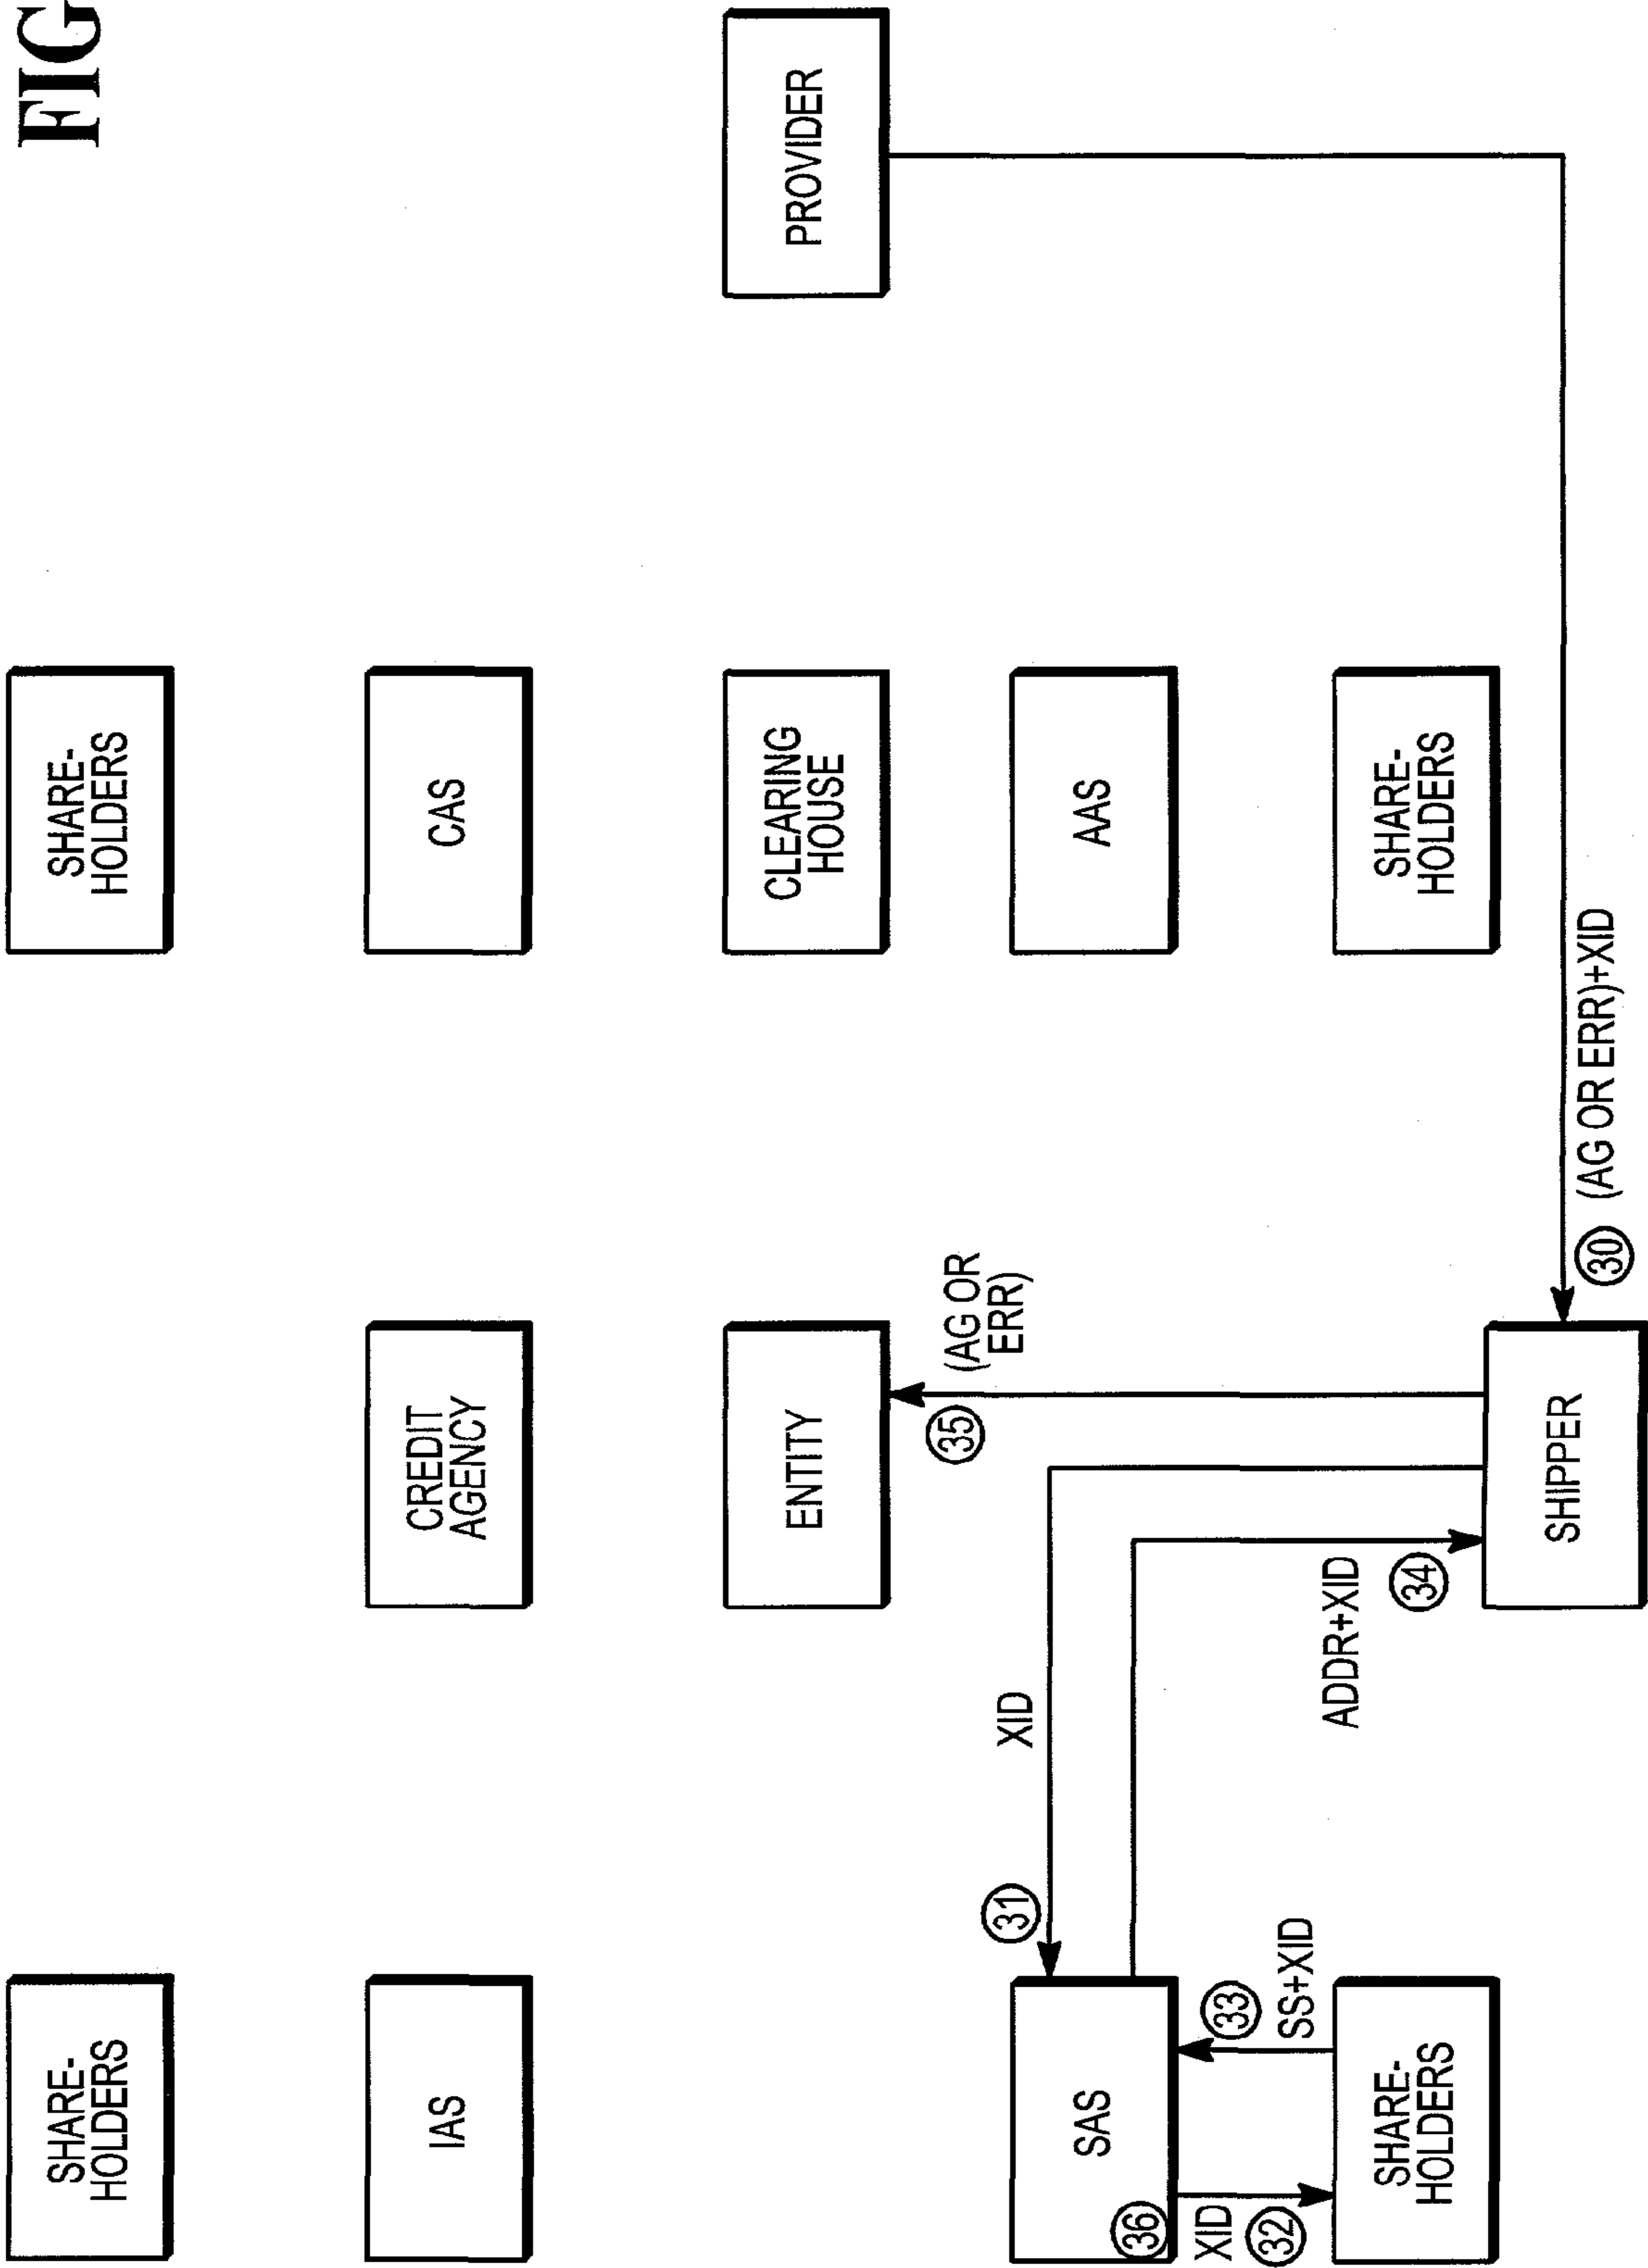 FIG
SHARE-
HOLDERS
SHARE-
HOLDERS
IAS
CREDIT
AGENCY
CAS
ENTITY
CLEARING
HOUSE
PROVIDER
35
(AG OR
ERR)
31
XID
SAS
36
AAS
XID
32
33
SS+XID
ADDR+XID
34
SHARE-
HOLDERS
SHARE-
HOLDERS
SHIPPER
30 (AG OR ERR)+XID